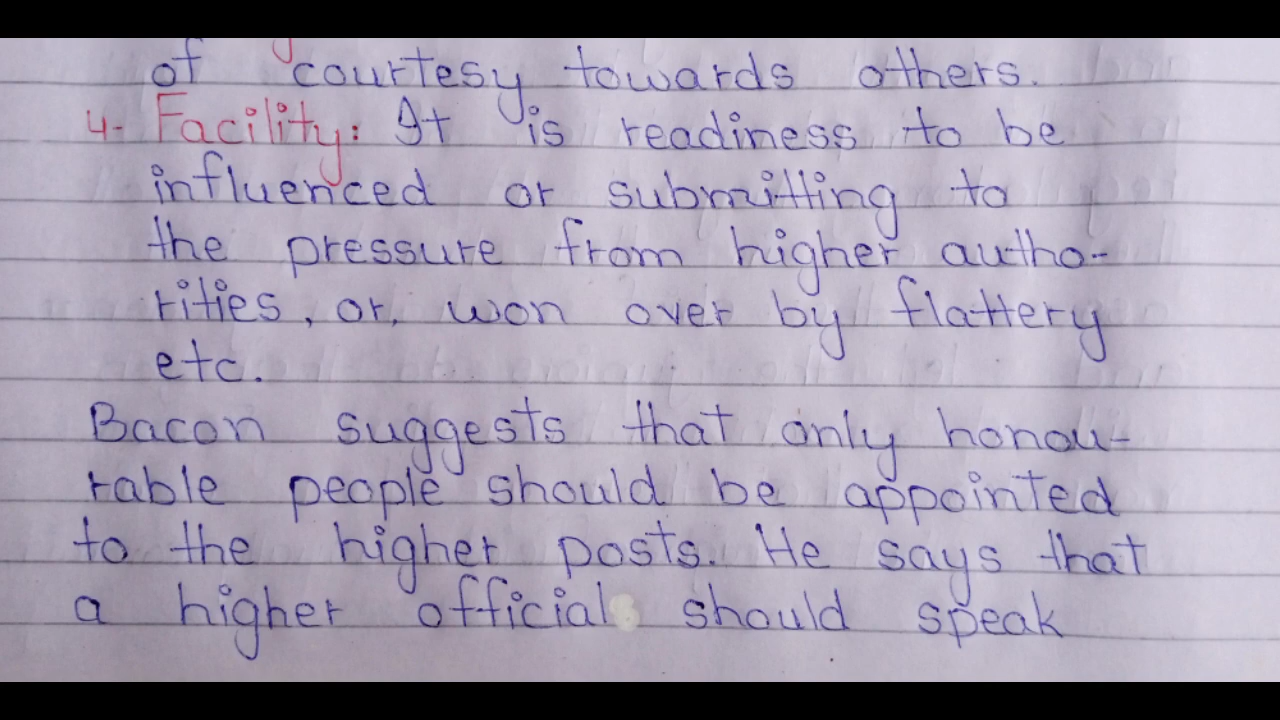 of courtesy towards others.
4- Facility: It is readiness to be
influenced or submitting to
the pressure from higher autho-
rities, or, won over by flattery
etc.
Bacon suggests that only honou-
rable people should be appointed
to the higher posts. He says that
a higher official should speak